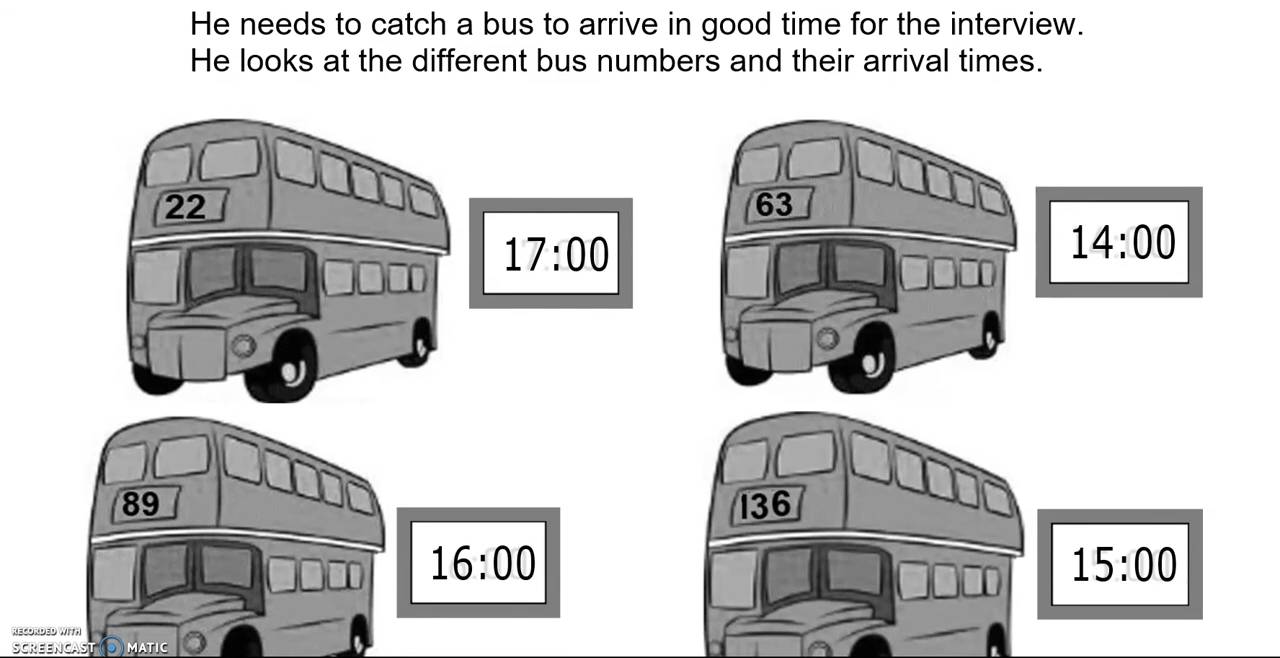 He needs to catch a bus to arrive in good time for the interview.
He looks at the different bus numbers and their arrival times.
22
17:00
63
14:00
89
16:00
136
15:00
RECORDED WITH
SCREENCAST MATIC